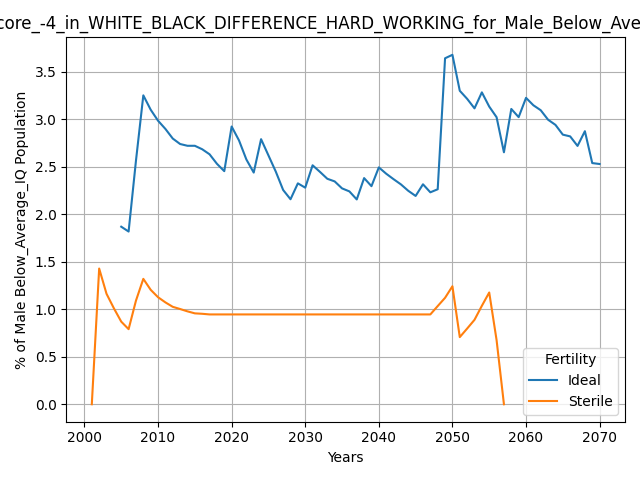 core_-4_in_WHITE_BLACK_DIFFERENCE_HARD_WORKING_for_Male_Below_Ave
% of Male Below_Average_IQ Population
3.5
3.0
2.5
2.0
1.5
1.0
0.5
0.0
Fertility
Ideal
Sterile
2000 2010 2020 2030 2040 2050 2060 2070
Years